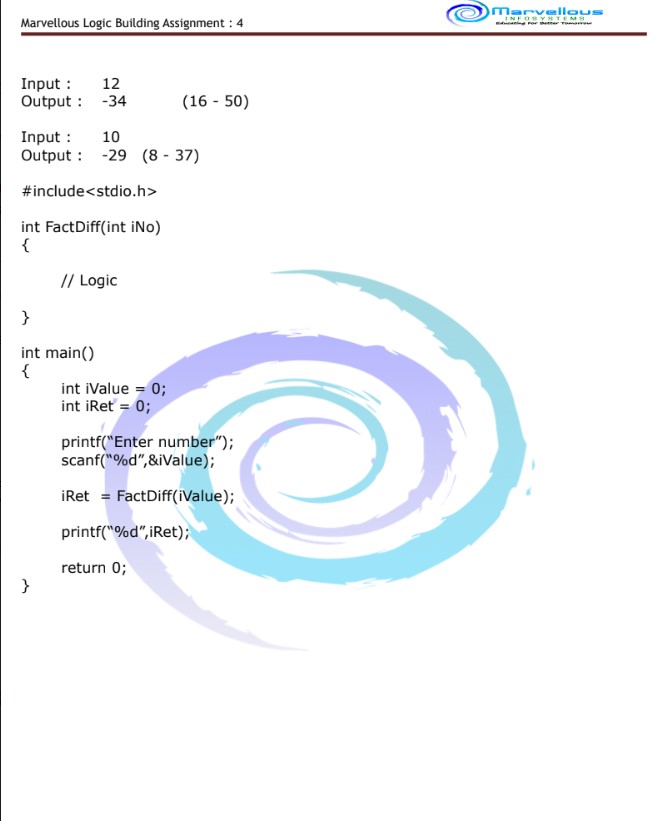 Marvellous Logic Building Assignment : 4
Marvellous
INFOSYSTEMS
Educating For Better Tomorrow
Input : 12
Output : -34 (16 - 50)
Input : 10
Output : -29 (8 - 37)
#include<stdio.h>
int FactDiff(int iNo)
{
// Logic
}
int main()
{
int iValue = 0;
int iRet = 0;
printf(“Enter number”);
scanf(“%d”,&iValue);
iRet = FactDiff(iValue);
printf(“%d”,iRet);
return 0;
}